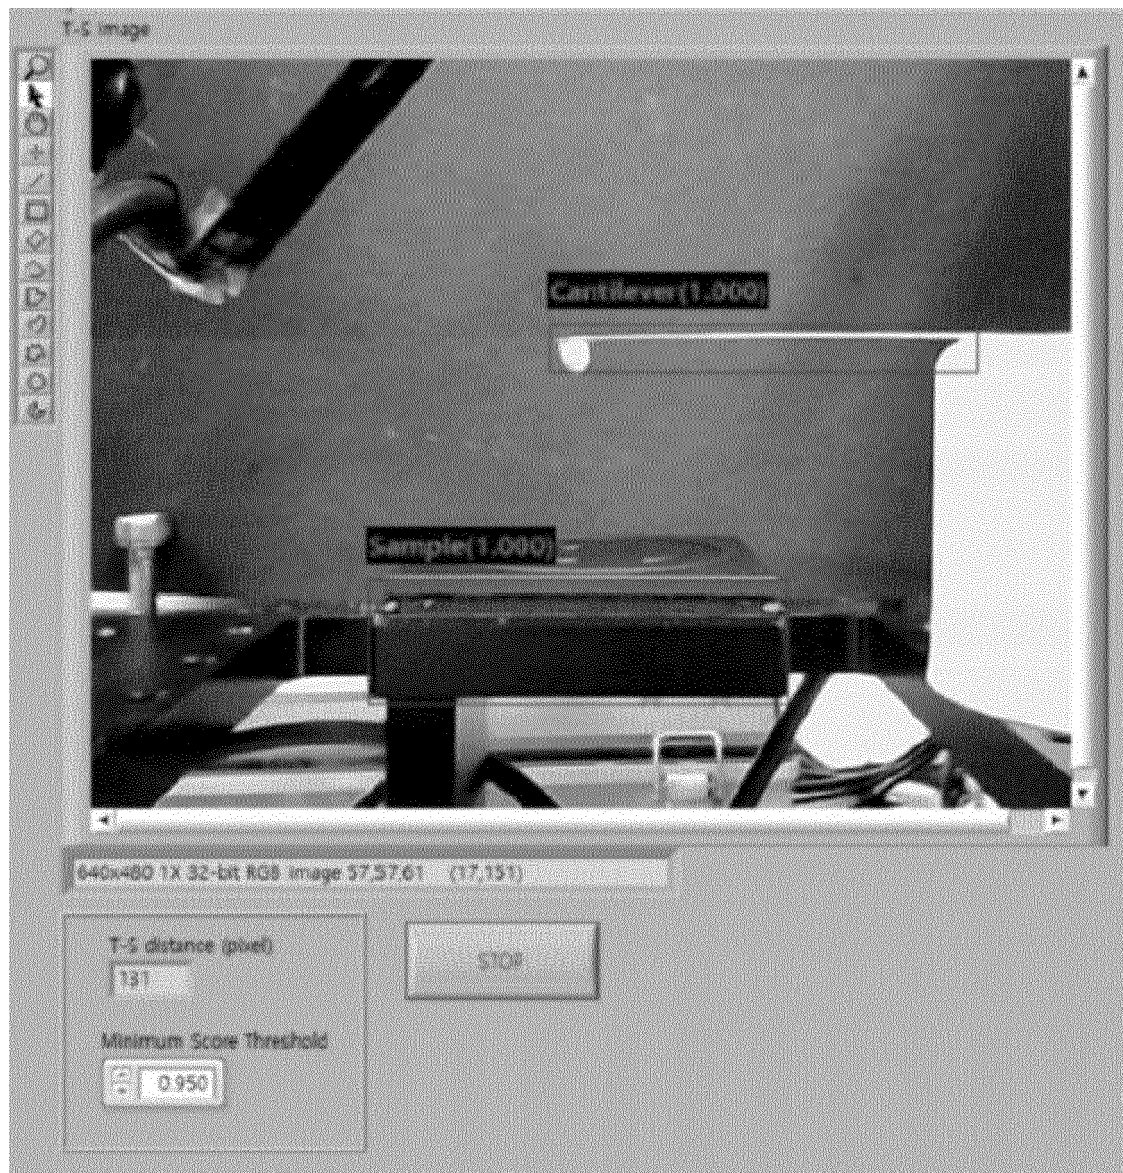 T-S image
Cantilever(1.000)
Sample(1.000)
640x480 1X 32-bit RGB image 57,57,61 (17,151)
T-S distance (pixel)
131
STOP
Minimum Score Threshold
0.950